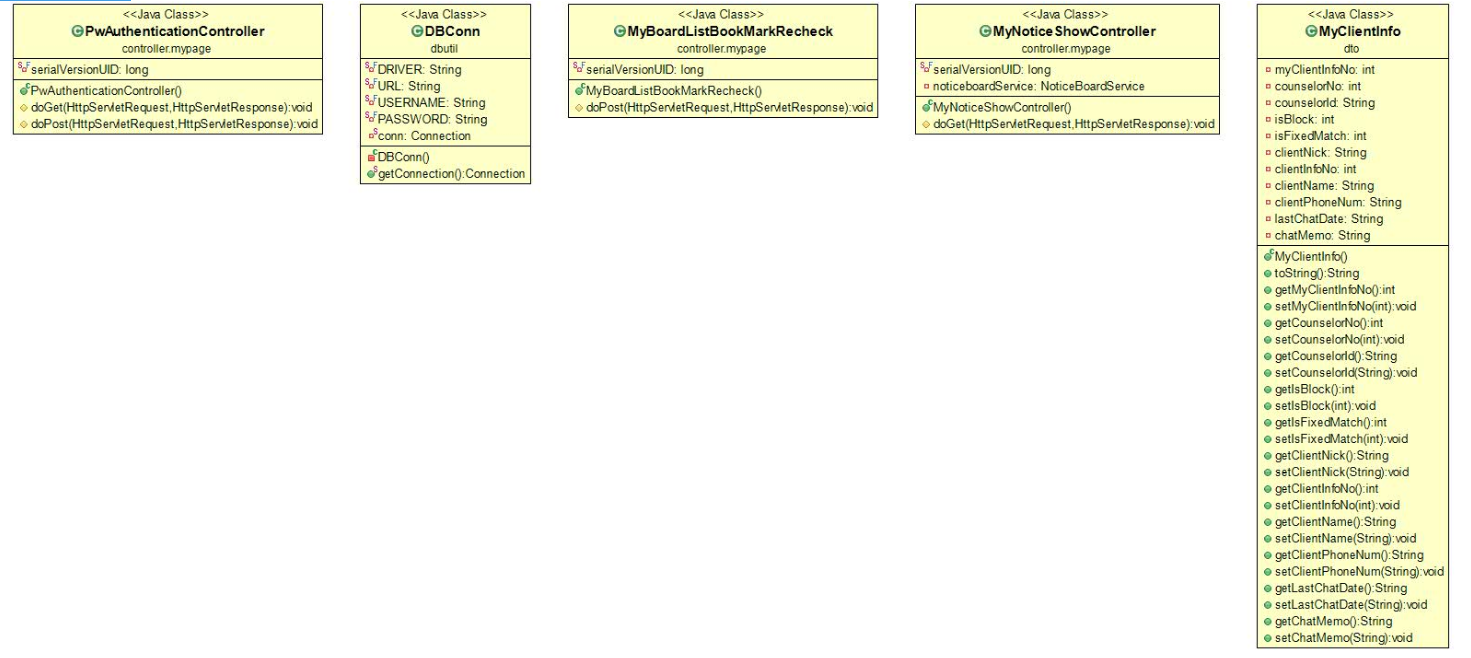 <<Java Class>>
PwAuthenticationController
controller.mypage
serialVersionUID: long
PwAuthenticationController()
doGet(HttpServletRequest,HttpServletResponse):void
doPost(HttpServletRequest,HttpServletResponse):void
<<Java Class>>
DBConn
dbutil
DRIVER: String
URL: String
USERNAME: String
PASSWORD: String
conn: Connection
DBConn()
getConnection():Connection
<<Java Class>>
MyBoardListBookMarkRecheck
controller.mypage
serialVersionUID: long
MyBoardListBookMarkRecheck()
doPost(HttpServletRequest,HttpServletResponse):void
<<Java Class>>
MyNoticeShowController
controller.mypage
serialVersionUID: long
noticeboardService: NoticeBoardService
MyNoticeShowController()
doGet(HttpServletRequest,HttpServletResponse):void
<<Java Class>>
MyClientInfo
dto
myClientInfoNo: int
counselorNo: int
counselorId: String
isBlock: int
isFixedMatch: int
clientNick: String
clientInfoNo: int
clientName: String
clientPhoneNum: String
lastChatDate: String
chatMemo: String
MyClientInfo()
toString():String
getMyClientInfoNo():int
setMyClientInfoNo(int):void
getCounselorNo():int
setCounselorNo(int):void
getCounselorId():String
setCounselorId(String):void
getIsBlock():int
setIsBlock(int):void
getIsFixedMatch():int
setIsFixedMatch(int):void
getClientNick():String
setClientNick(String):void
getClientInfoNo():int
setClientInfoNo(int):void
getClientName():String
setClientName(String):void
getClientPhoneNum():String
setClientPhoneNum(String):void
getLastChatDate():String
setLastChatDate(String):void
getChatMemo():String
setChatMemo(String):void